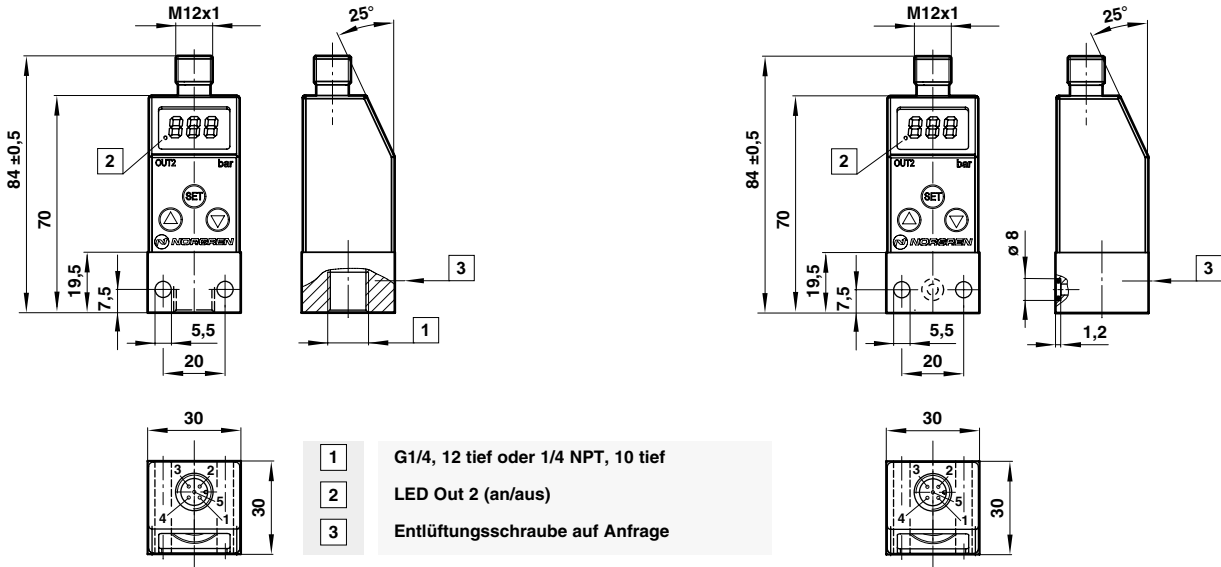 M12x1
25°
84 ±0,5
70
19,5
7,5
888
2
OUT2 bar
SET
NORGREN
3
1
5,5
20
M12x1
25°
84 ±0,5
70
19,5
7,5
888
2
OUT2 bar
SET
NORGREN
ø 8
3
5,5
20
1,2
30
30
3 2
5
4 1
1 G1/4, 12 tief oder 1/4 NPT, 10 tief
2 LED Out 2 (an/aus)
3 Entlüftungsschraube auf Anfrage
30
30
3 2
5
4 1